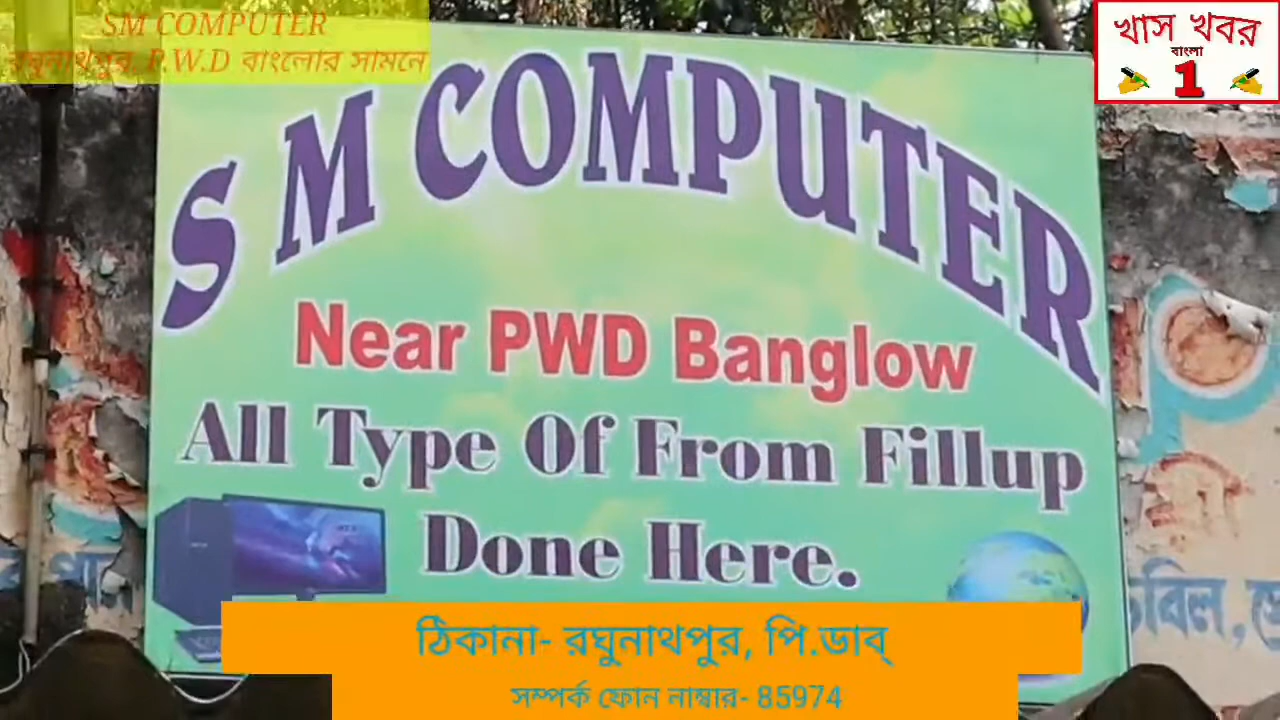 SM COMPUTER
রঘুনাথপুর, P.W.D বাংলোর সামনে
খাস খবর
বাংলা
1
S M COMPUTER
Near PWD Banglow
All Type Of From Fillup
Done Here.
ঠিকানা- রঘুনাথপুর, পি.ডাব্
সম্পর্ক ফোন নাম্বার- 85974